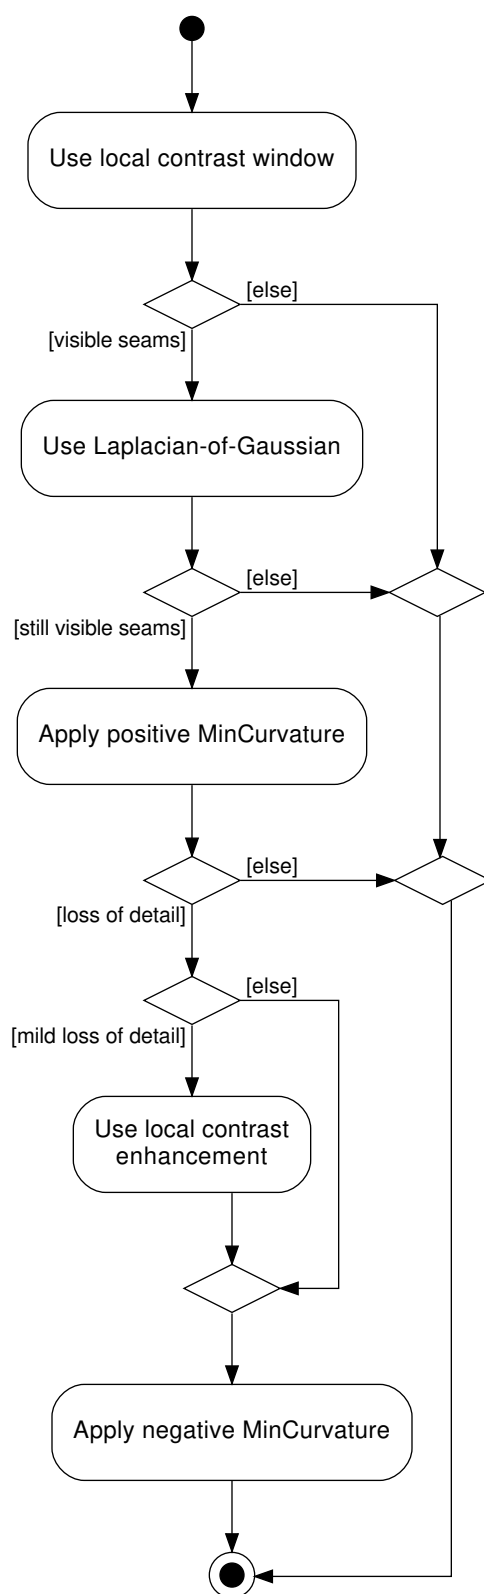 Use local contrast window
[else]
[visible seams]
Use Laplacian-of-Gaussian
[else]
[still visible seams]
Apply positive MinCurvature
[else]
[loss of detail]
[else]
[mild loss of detail]
Use local contrast
enhancement
Apply negative MinCurvature